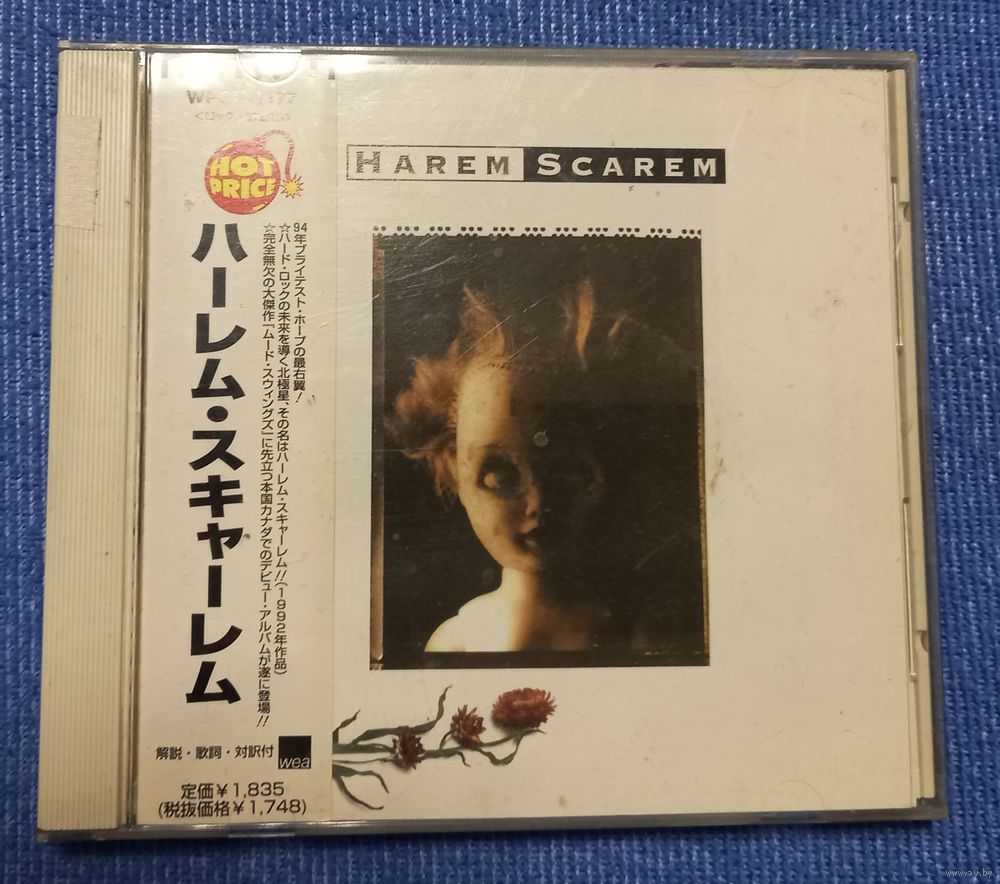 HOT
PRICE
ハーレム・スキャーレム
94年ブライテスト・ホープの最右翼!
☆ハード・ロックの未来を導く北極星、その名はハーレム・スキャーレム!!(1992年作品)
☆完全無欠の大傑作「ムード・スウィングズ」に先立つ本国カナダでのデビュー・アルバムが遂に登場!!
解説・歌詞・対訳付
wea
定価¥1,835
(税抜価格¥1,748)
HAREM SCAREM
www.ay.by